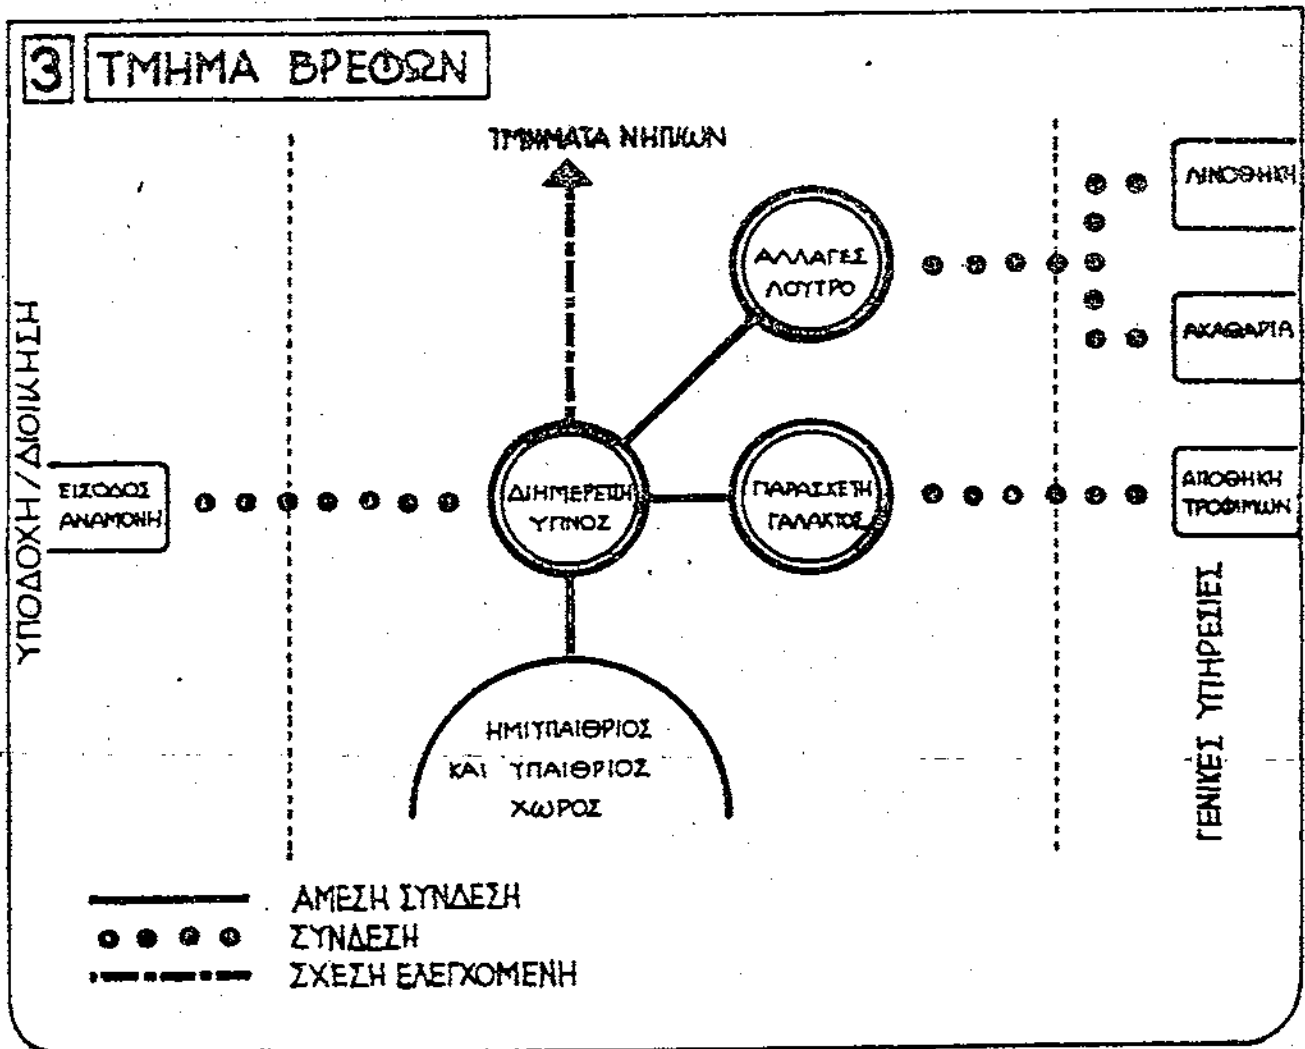 3 ΤΜΗΜΑ ΒΡΕΦΩΝ
ΤΜΗΜΑΤΑ ΝΗΠΙΩΝ
ΛΙΝΟΘΗΚΗ
ΑΛΛΑΓΕΣ
ΛΟΥΤΡΟ
ΑΚΑΘΑΡΤΑ
ΥΠΟΔΟΧΗ/ΔΙΟΙΚΗΣΗ
ΕΙΣΟΔΟΣ
ΑΝΑΜΟΝΗ
ΔΙΗΜΕΡΕΥΣΗ
ΥΠΝΟΣ
ΠΑΡΑΣΚΕΥΗ
ΓΑΛΑΚΤΟΣ
ΑΠΟΘΗΚΗ
ΤΡΟΦΙΜΩΝ
ΓΕΝΙΚΕΣ ΥΠΗΡΕΣΙΕΣ
ΗΜΙΥΠΑΙΘΡΙΟΣ
ΚΑΙ ΥΠΑΙΘΡΙΟΣ
ΧΩΡΟΣ
ΑΜΕΣΗ ΣΥΝΔΕΣΗ
ΣΥΝΔΕΣΗ
ΣΧΕΣΗ ΕΛΕΓΧΟΜΕΝΗ